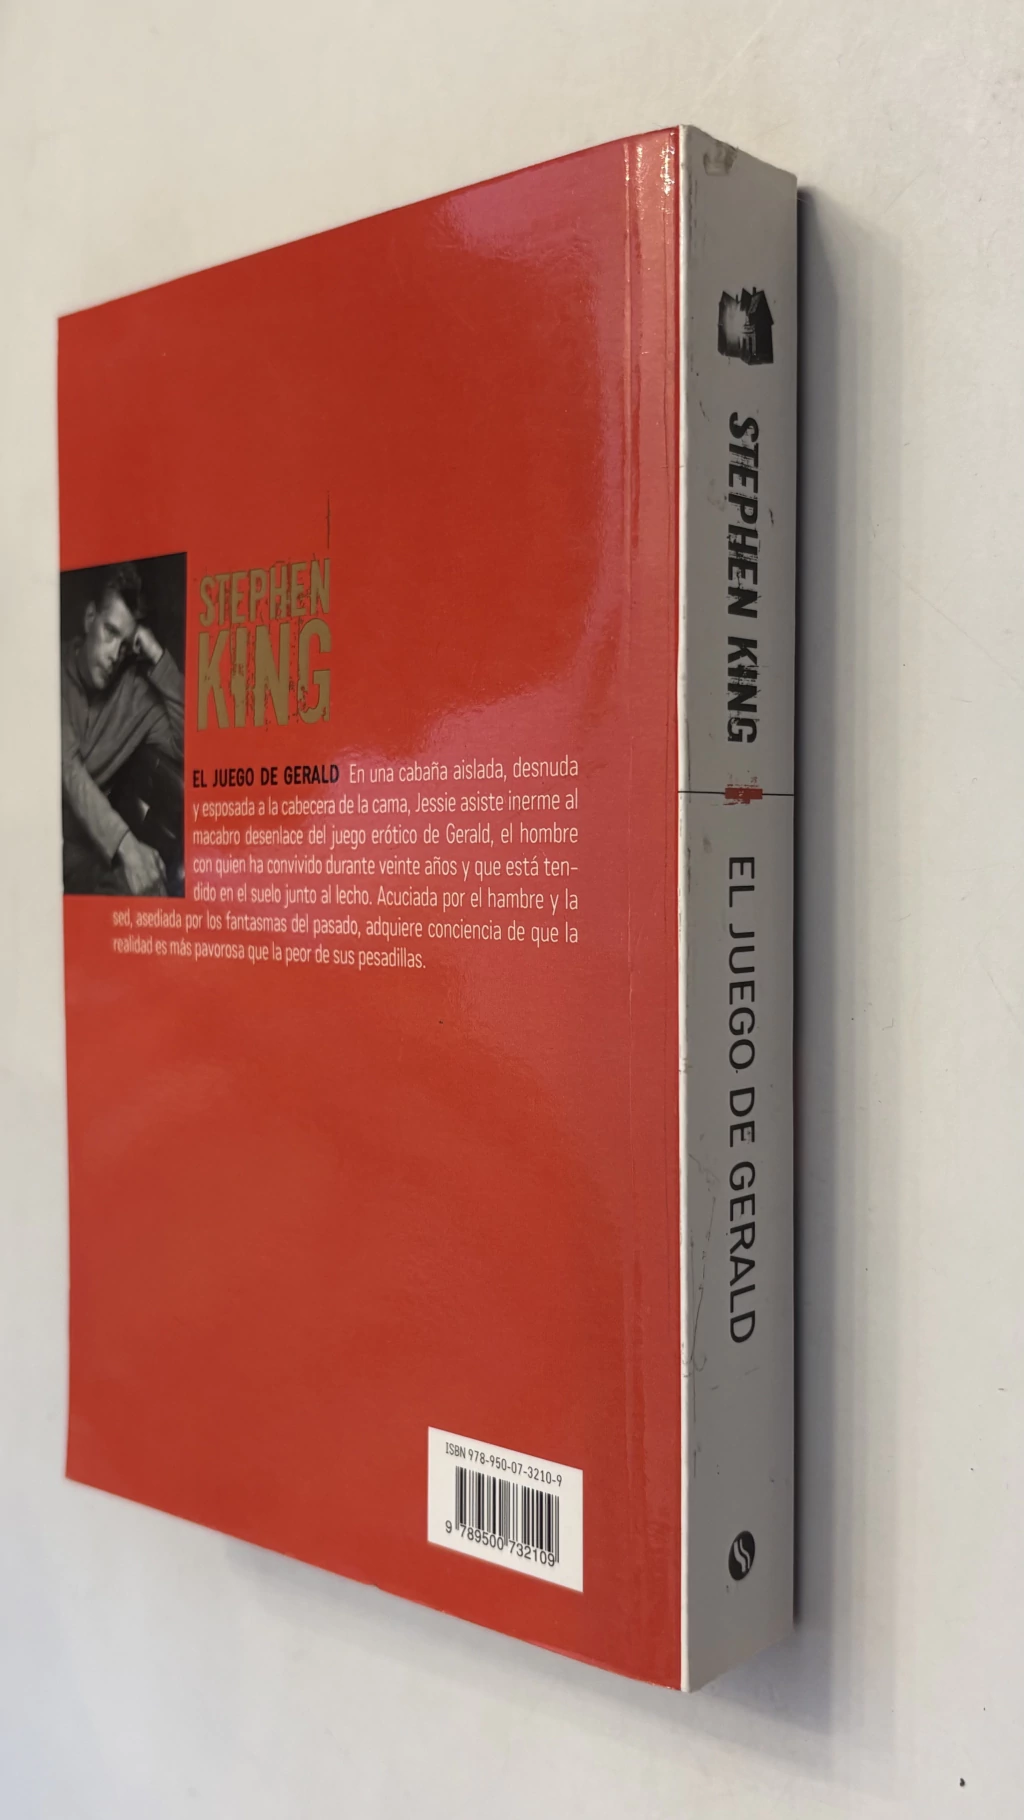 STEPHEN
KING
EL JUEGO DE GERALD En una cabaña aislada, desnuda
y esposada a la cabecera de la cama, Jessie asiste inerme al
macabro desenlace del juego erótico de Gerald, el hombre
con quien ha convivido durante veinte años y que está ten-
dido en el suelo junto al lecho. Acuciada por el hambre y la
sed, asediada por los fantasmas del pasado, adquiere conciencia de que la
realidad es más pavorosa que la peor de sus pesadillas.
ISBN 978-950-07-3210-9
9 789500 732109
STEPHEN KING EL JUEGO DE GERALD